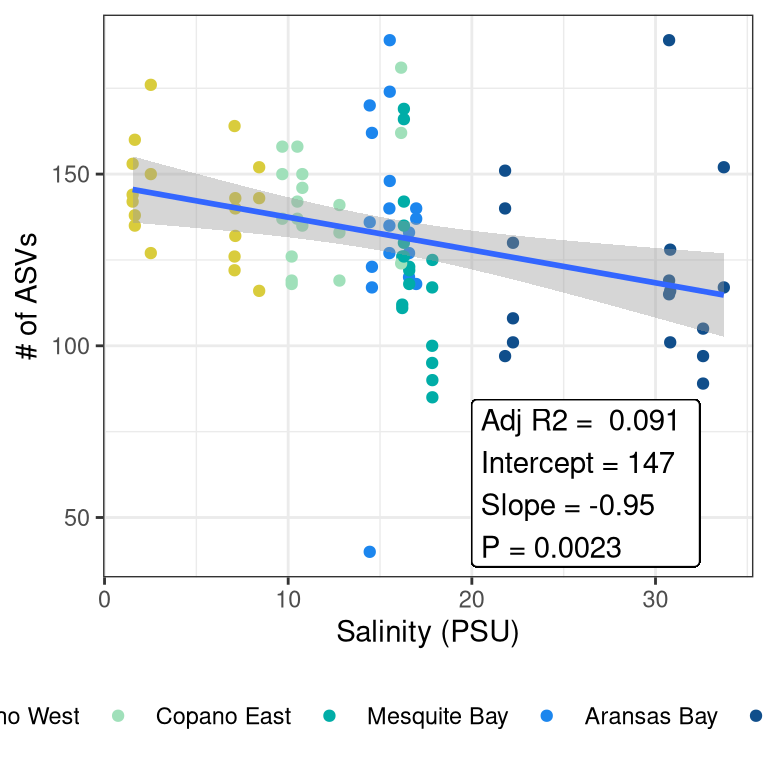 150
100
50
# of ASVs
Adj R2 =  0.091
Intercept = 147
Slope = -0.95
P = 0.0023
0 10 20 30
Salinity (PSU)
no West Copano East Mesquite Bay Aransas Bay